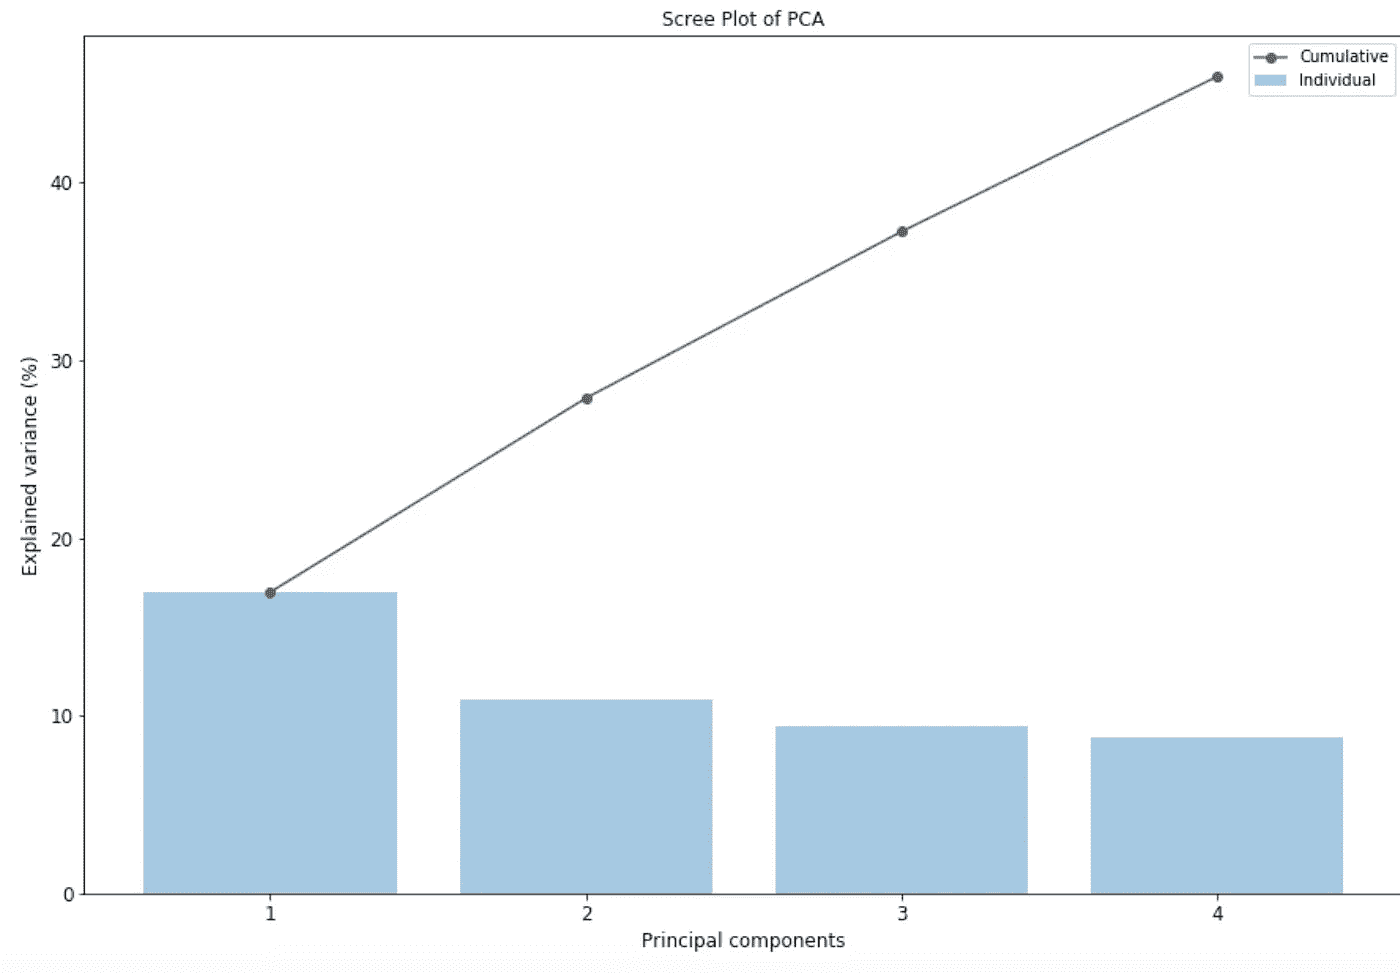 Scree Plot of PCA
Cumulative
Individual
Explained variance (%)
40
30
20
10
0
1 2 3 4
Principal components